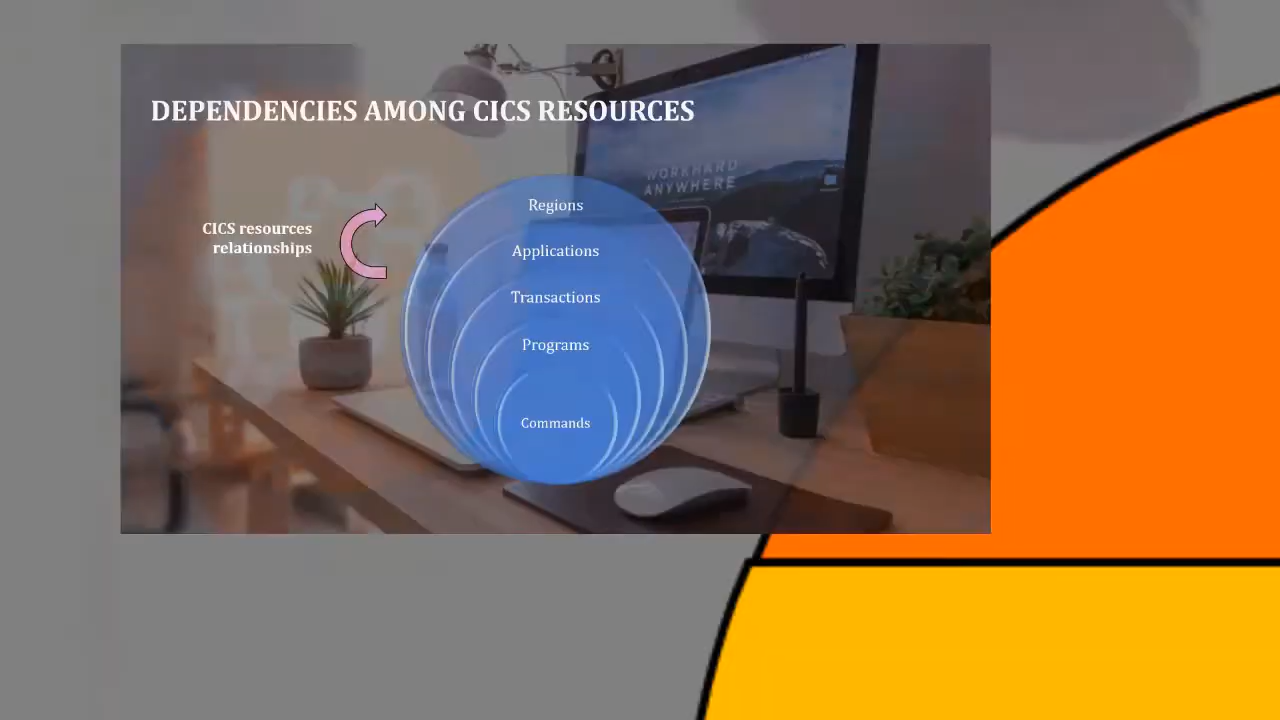 DEPENDENCIES AMONG CICS RESOURCES
WORKHARD
ANYWHERE
Regions
CICS resources
relationships
Applications
Transactions
Programs
Commands